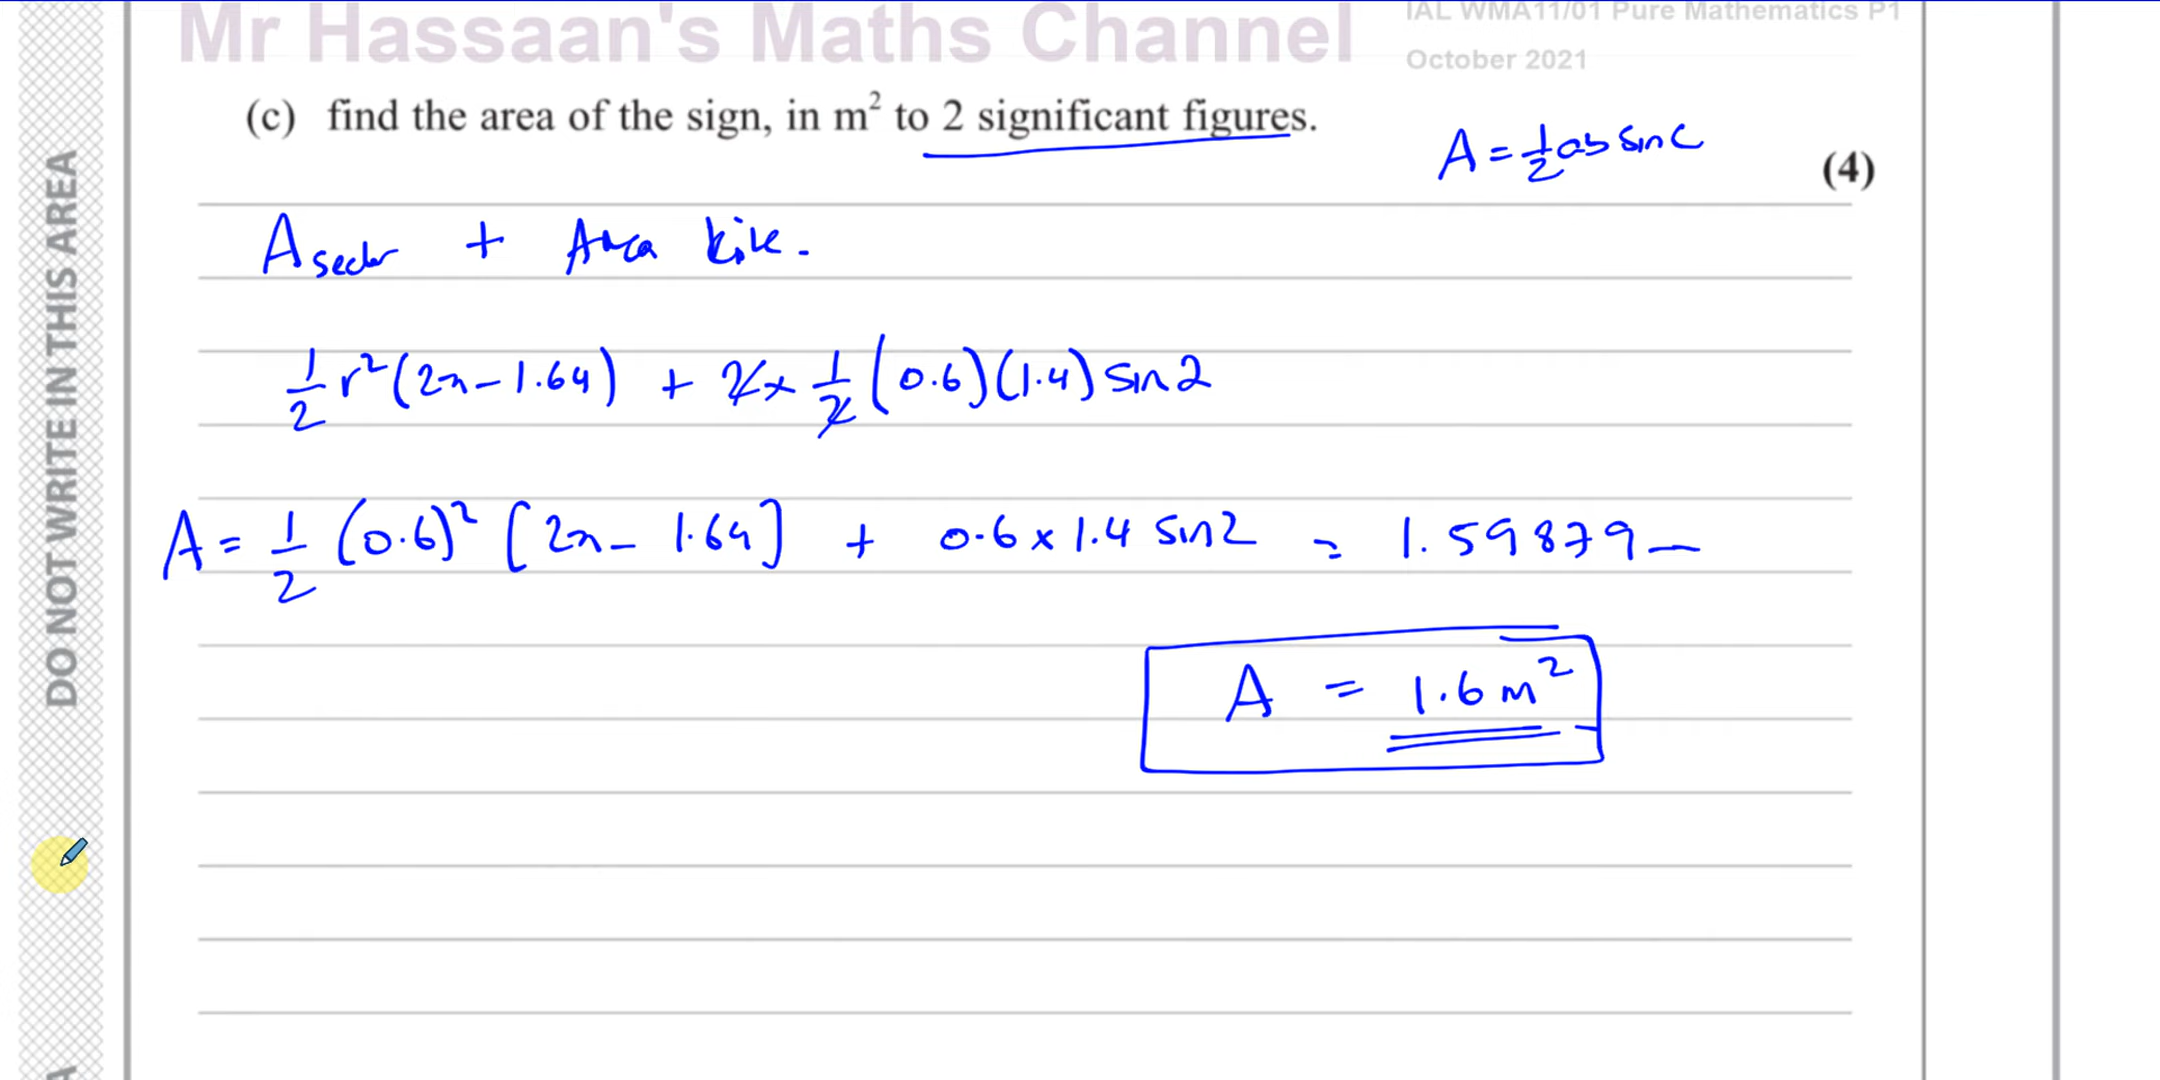 Mr Hassaan's Maths Channel
IAL WMA11/01 Pure Mathematics P1
October 2021
(c) find the area of the sign, in m² to 2 significant figures.
A = ½ab sin C
(4)
A sector + Area kite.
½r²(2π − 1.64) + 2 × ½(0.6)(1.4) sin 2
A = ½(0.6)²[2π − 1.64] + 0.6 × 1.4 sin 2 = 1.59879
A = 1.6 m²
DO NOT WRITE IN THIS AREA